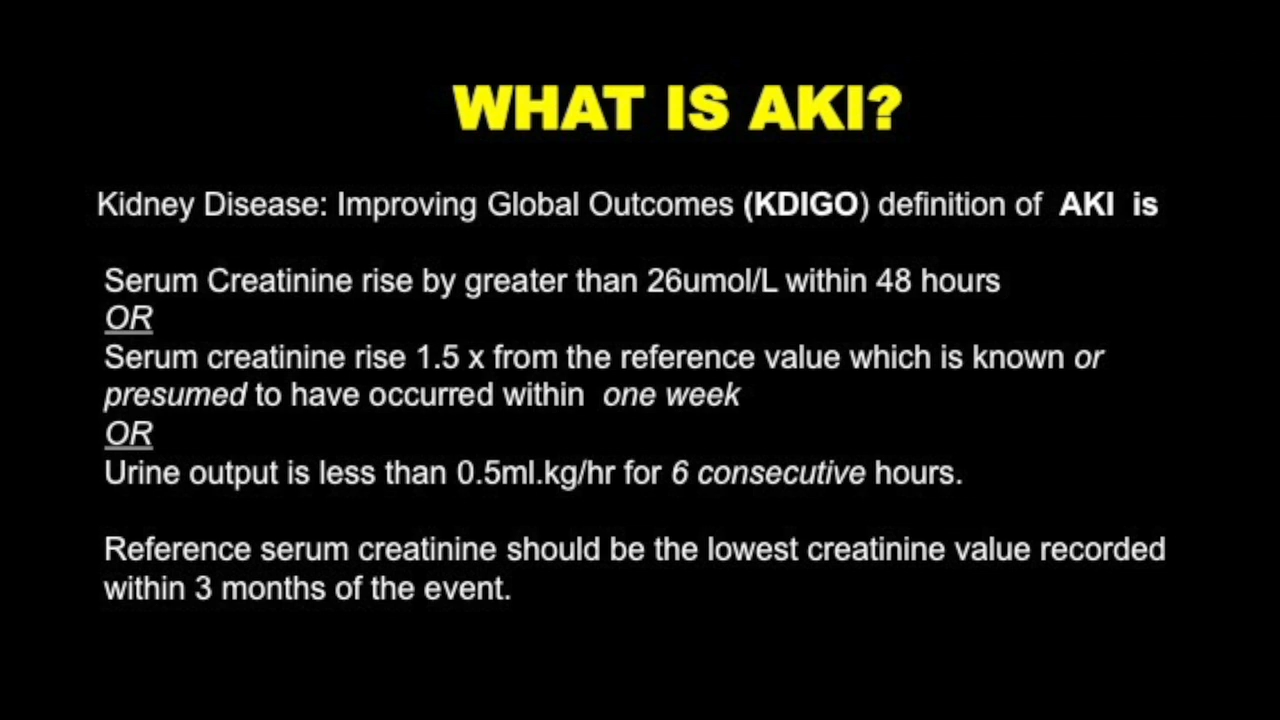 WHAT IS AKI?
Kidney Disease: Improving Global Outcomes (KDIGO) definition of AKI is
Serum Creatinine rise by greater than 26umol/L within 48 hours
OR
Serum creatinine rise 1.5 x from the reference value which is known or
presumed to have occurred within one week
OR
Urine output is less than 0.5ml.kg/hr for 6 consecutive hours.
Reference serum creatinine should be the lowest creatinine value recorded
within 3 months of the event.